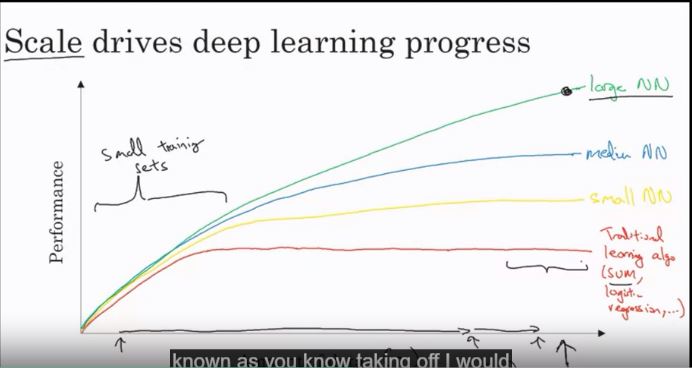 Scale drives deep learning progress
large NN
small training
sets
mediun NN
small NN
Performance
Traditional
learning algo
(SVM,
logistic
regression,...)
known as you know taking off I would